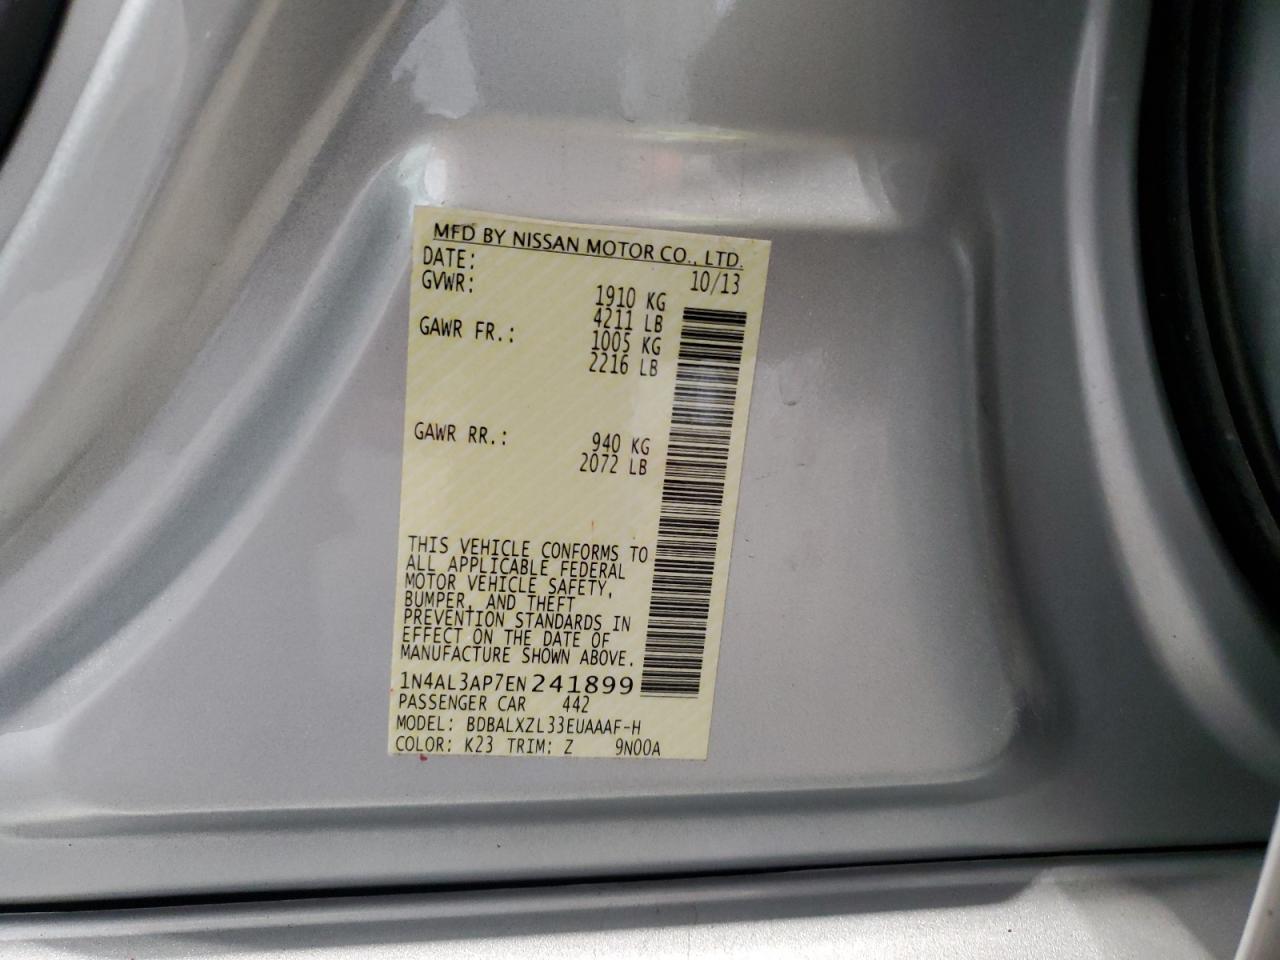 MFD BY NISSAN MOTOR CO., LTD.
DATE: 10/13
GVWR: 1910 KG
4211 LB
GAWR FR.: 1005 KG
2216 LB
GAWR RR.: 940 KG
2072 LB
THIS VEHICLE CONFORMS TO
ALL APPLICABLE FEDERAL
MOTOR VEHICLE SAFETY,
BUMPER, AND THEFT
PREVENTION STANDARDS IN
EFFECT ON THE DATE OF
MANUFACTURE SHOWN ABOVE.
1N4AL3AP7EN241899
PASSENGER CAR 442
MODEL: BDBALXZL33EUAAAF-H
COLOR: K23 TRIM: Z 9N00A